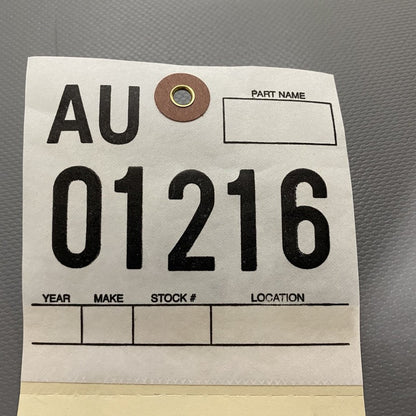 AU
PART NAME
01216
YEAR MAKE STOCK # LOCATION